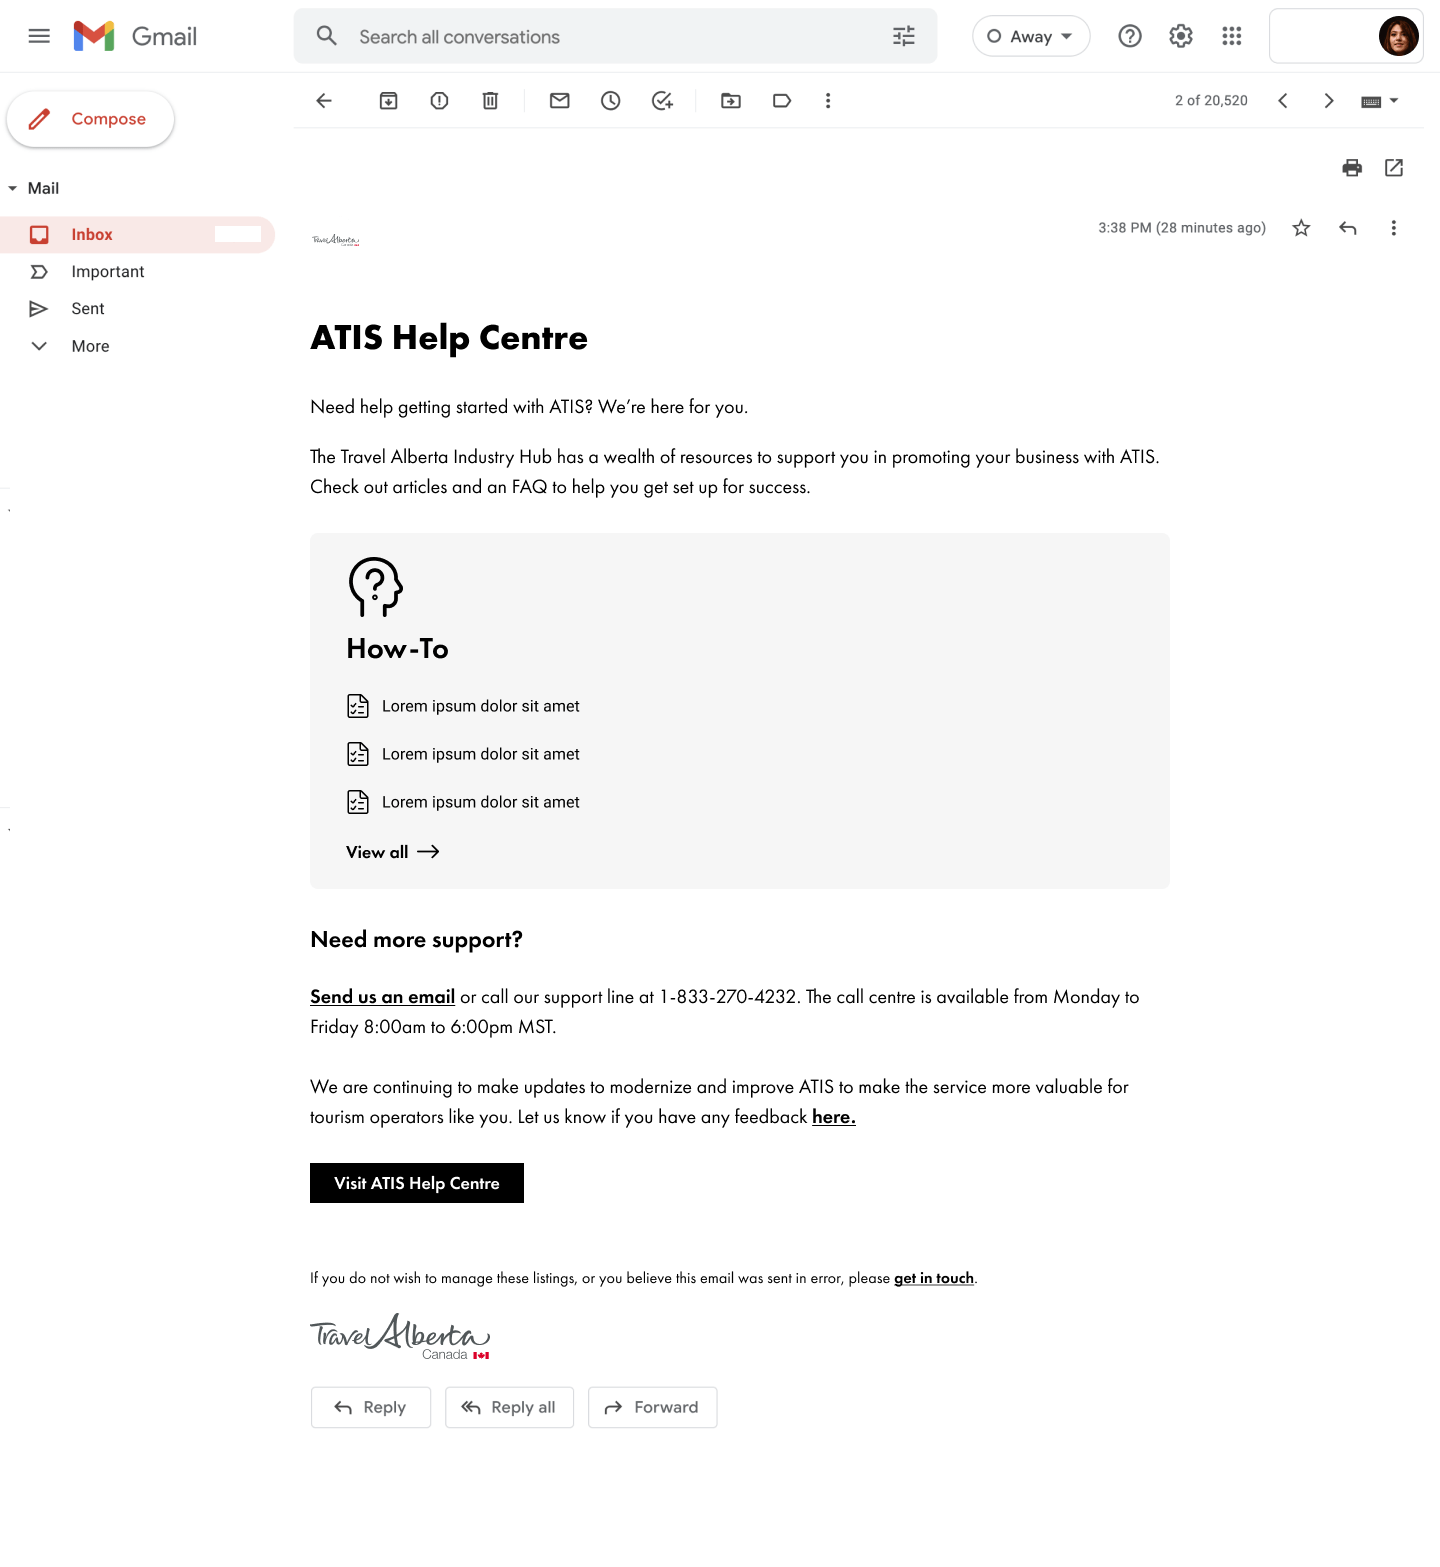 Gmail
Search all conversations
Away
Compose
2 of 20,520
Mail
Inbox
Important
Sent
More
Travel Alberta
3:38 PM (28 minutes ago)
ATIS Help Centre
Need help getting started with ATIS? We’re here for you.
The Travel Alberta Industry Hub has a wealth of resources to support you in promoting your business with ATIS.
Check out articles and an FAQ to help you get set up for success.
How-To
Lorem ipsum dolor sit amet
Lorem ipsum dolor sit amet
Lorem ipsum dolor sit amet
View all
Need more support?
Send us an email or call our support line at 1-833-270-4232. The call centre is available from Monday to
Friday 8:00am to 6:00pm MST.
We are continuing to make updates to modernize and improve ATIS to make the service more valuable for
tourism operators like you. Let us know if you have any feedback here.
Visit ATIS Help Centre
If you do not wish to manage these listings, or you believe this email was sent in error, please get in touch.
Travel Alberta
Canada
Reply
Reply all
Forward